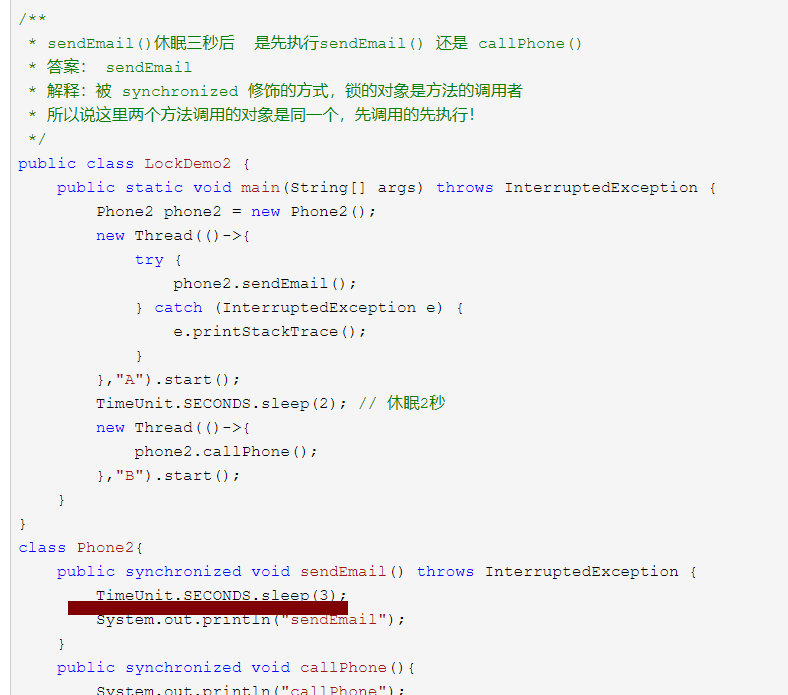 /**
 * sendEmail()休眠三秒后  是先执行sendEmail() 还是 callPhone()
 * 答案： sendEmail
 * 解释：被 synchronized 修饰的方式，锁的对象是方法的调用者
 * 所以说这里两个方法调用的对象是同一个，先调用的先执行！
 */
public class LockDemo2 {
    public static void main(String[] args) throws InterruptedException {
        Phone2 phone2 = new Phone2();
        new Thread(()->{
            try {
                phone2.sendEmail();
            } catch (InterruptedException e) {
                e.printStackTrace();
            }
        },"A").start();
        TimeUnit.SECONDS.sleep(2); // 休眠2秒
        new Thread(()->{
            phone2.callPhone();
        },"B").start();
    }
}
class Phone2{
    public synchronized void sendEmail() throws InterruptedException {
        TimeUnit.SECONDS.sleep(3);
        System.out.println("sendEmail");
    }
    public synchronized void callPhone(){
        System.out.println("callPhone");